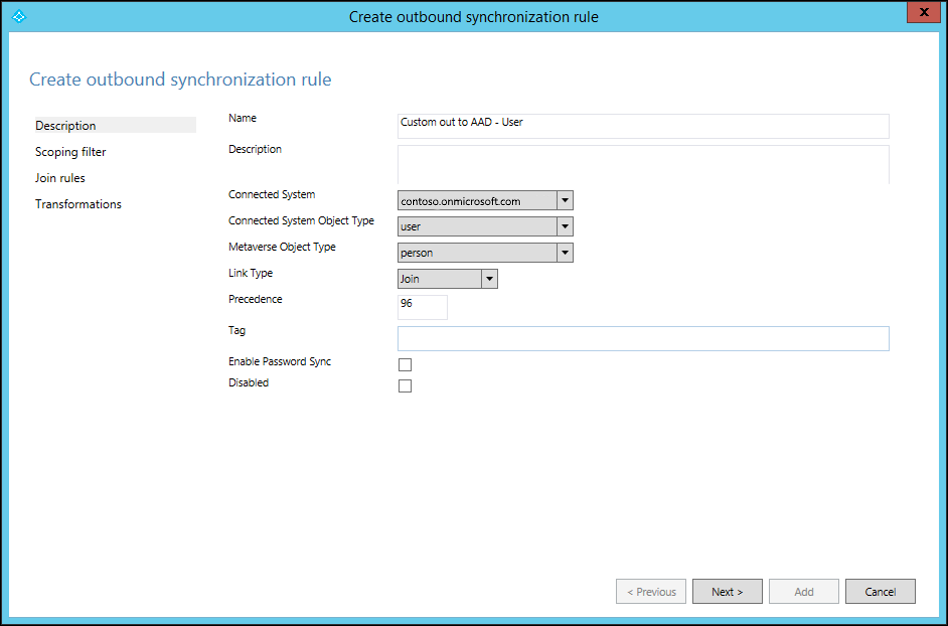 Create outbound synchronization rule
x
Create outbound synchronization rule
Description
Scoping filter
Join rules
Transformations
Name
Custom out to AAD - User
Description
Connected System
contoso.onmicrosoft.com
Connected System Object Type
user
Metaverse Object Type
person
Link Type
Join
Precedence
96
Tag
Enable Password Sync
Disabled
< Previous
Next >
Add
Cancel